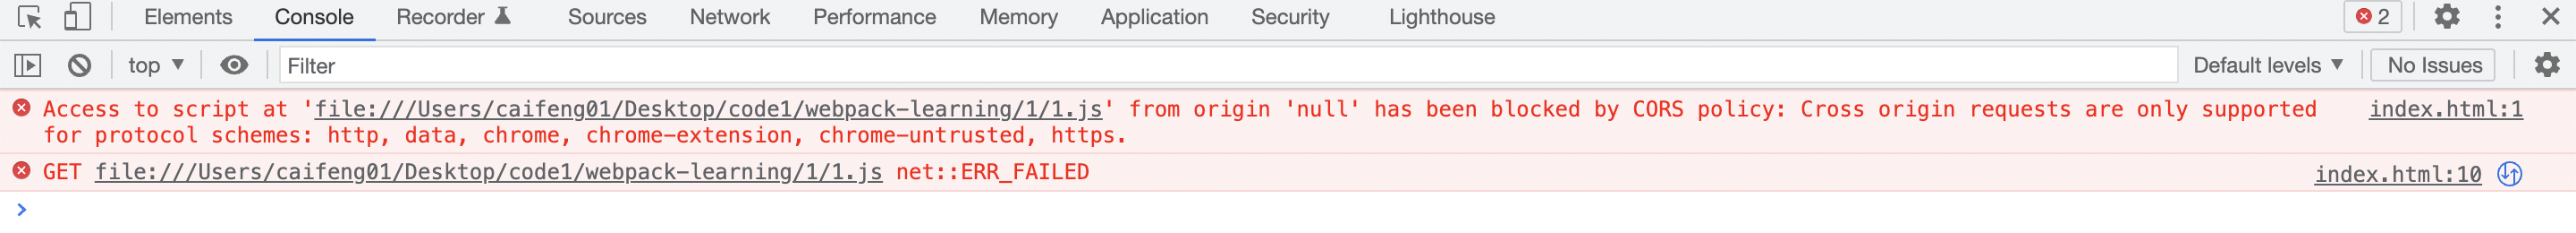 Elements Console Recorder Sources Network Performance Memory Application Security Lighthouse 2
top Filter Default levels No Issues
Access to script at 'file:///Users/caifeng01/Desktop/code1/webpack-learning/1/1.js' from origin 'null' has been blocked by CORS policy: Cross origin requests are only supported index.html:1
for protocol schemes: http, data, chrome, chrome-extension, chrome-untrusted, https.
GET file:///Users/caifeng01/Desktop/code1/webpack-learning/1/1.js net::ERR_FAILED index.html:10